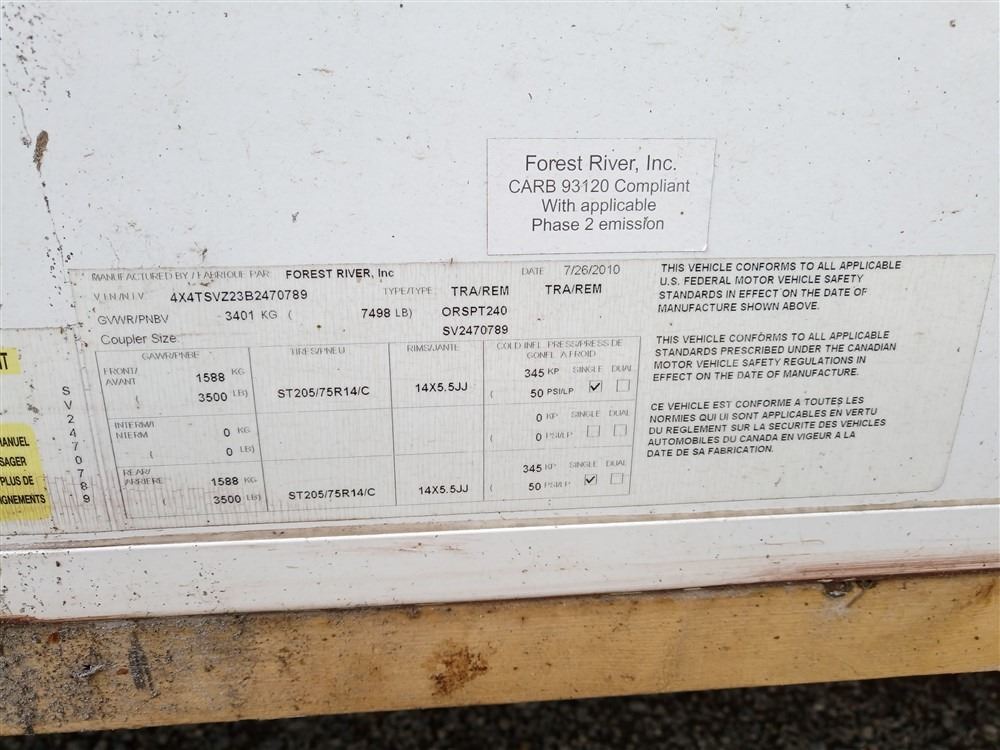 Forest River, Inc.
CARB 93120 Compliant
With applicable
Phase 2 emission
MANUFACTURED BY / FABRIQUE PAR FOREST RIVER, Inc DATE 7/26/2010
V.I.N / N.I.V. 4X4TSVZ23B2470789 TYPE/TYPE TRA/REM TRA/REM
GVWR/PNBV 3401 KG ( 7498 LB) ORSPT240
SV2470789
Coupler Size:
GAWR/PNBE TIRES/PNEU RIMS/JANTE COLD INFL. PRESS/PRESS DE GONFL. A FROID
FRONT/ AVANT 1588 KG 345 KP SINGLE DUAL
( 3500 LB) ST205/75R14/C 14X5.5JJ ( 50 PSI/LP
INTERM/ INTERM 0 KG 0 KP SINGLE DUAL
( 0 LB) ( 0 PSI/LP
REAR/ ARRIERE 1588 KG 345 KP SINGLE DUAL
( 3500 LB) ST205/75R14/C 14X5.5JJ ( 50 PSI/LP
THIS VEHICLE CONFORMS TO ALL APPLICABLE
U.S. FEDERAL MOTOR VEHICLE SAFETY
STANDARDS IN EFFECT ON THE DATE OF
MANUFACTURE SHOWN ABOVE.
THIS VEHICLE CONFORMS TO ALL APPLICABLE
STANDARDS PRESCRIBED UNDER THE CANADIAN
MOTOR VEHICLE SAFETY REGULATIONS IN
EFFECT ON THE DATE OF MANUFACTURE.
CE VEHICLE EST CONFORME A TOUTES LES
NORMIES QUI UI SONT APPLICABLES EN VERTU
DU REGLEMENT SUR LA SECURITE DES VEHICLES
AUTOMOBILES DU CANADA EN VIGEUR A LA
DATE DE SA FABRICATION.
SV2470789
NT
MANUEL
SAGER
PLUS DE
IGNEMENTS